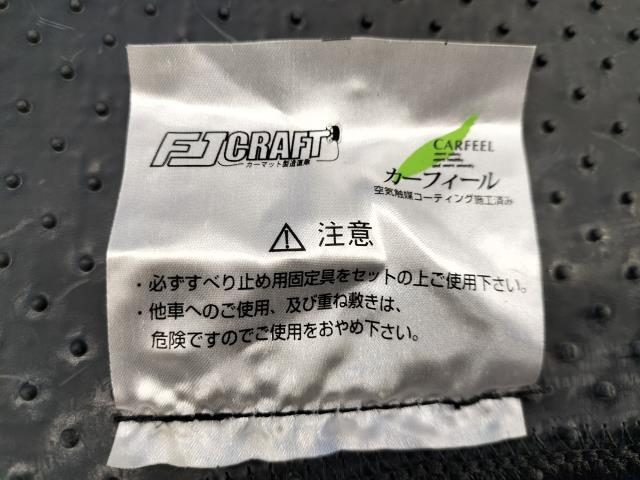 FJ CRAFT
カーマット製造直販
CARFEEL
カーフィール
空気触媒コーティング施工済み
⚠ 注意
・必ずすべり止め用固定具をセットの上ご使用下さい。
・他車へのご使用、及び重ね敷きは、
危険ですのでご使用をおやめ下さい。